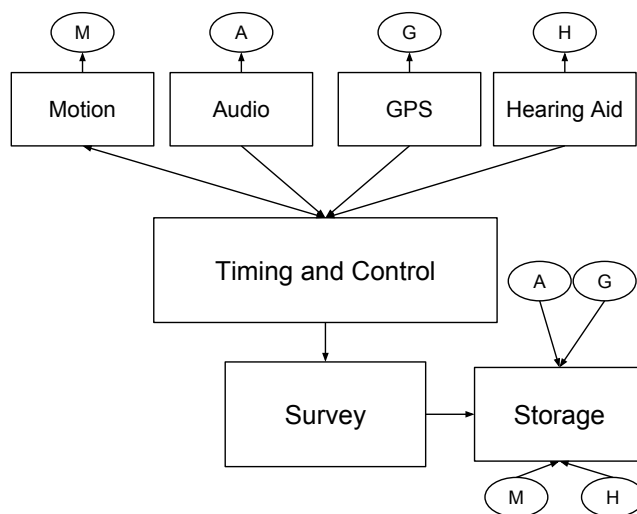 M
A
G
H
Motion
Audio
GPS
Hearing Aid
Timing and Control
A
G
Survey
Storage
M
H